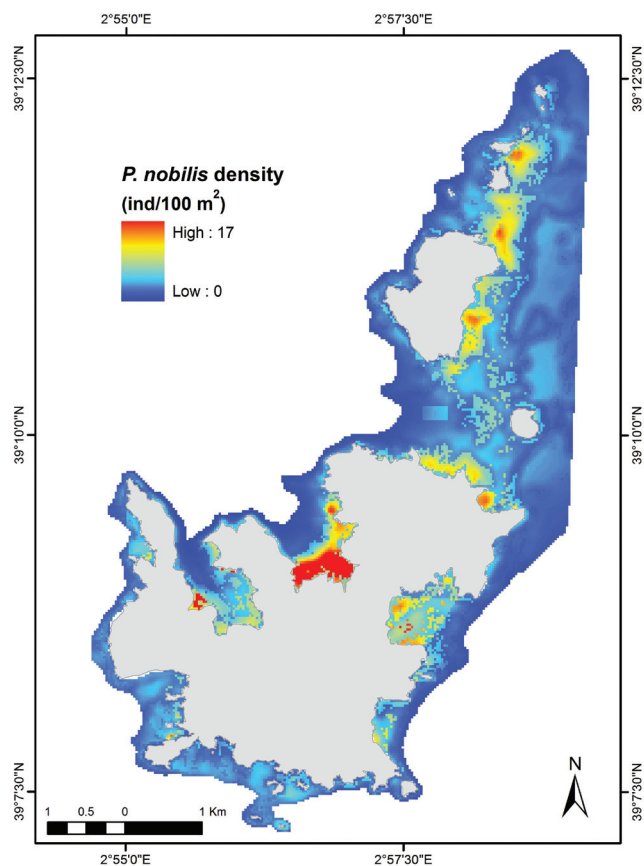 2°55'0"E 2°57'30"E
39°12'30"N
39°12'30"N
P. nobilis density
(ind/100 m²)
High : 17
Low : 0
39°10'0"N
39°10'0"N
39°7'30"N
39°7'30"N
N
1 0.5 0 1 Km
2°55'0"E 2°57'30"E